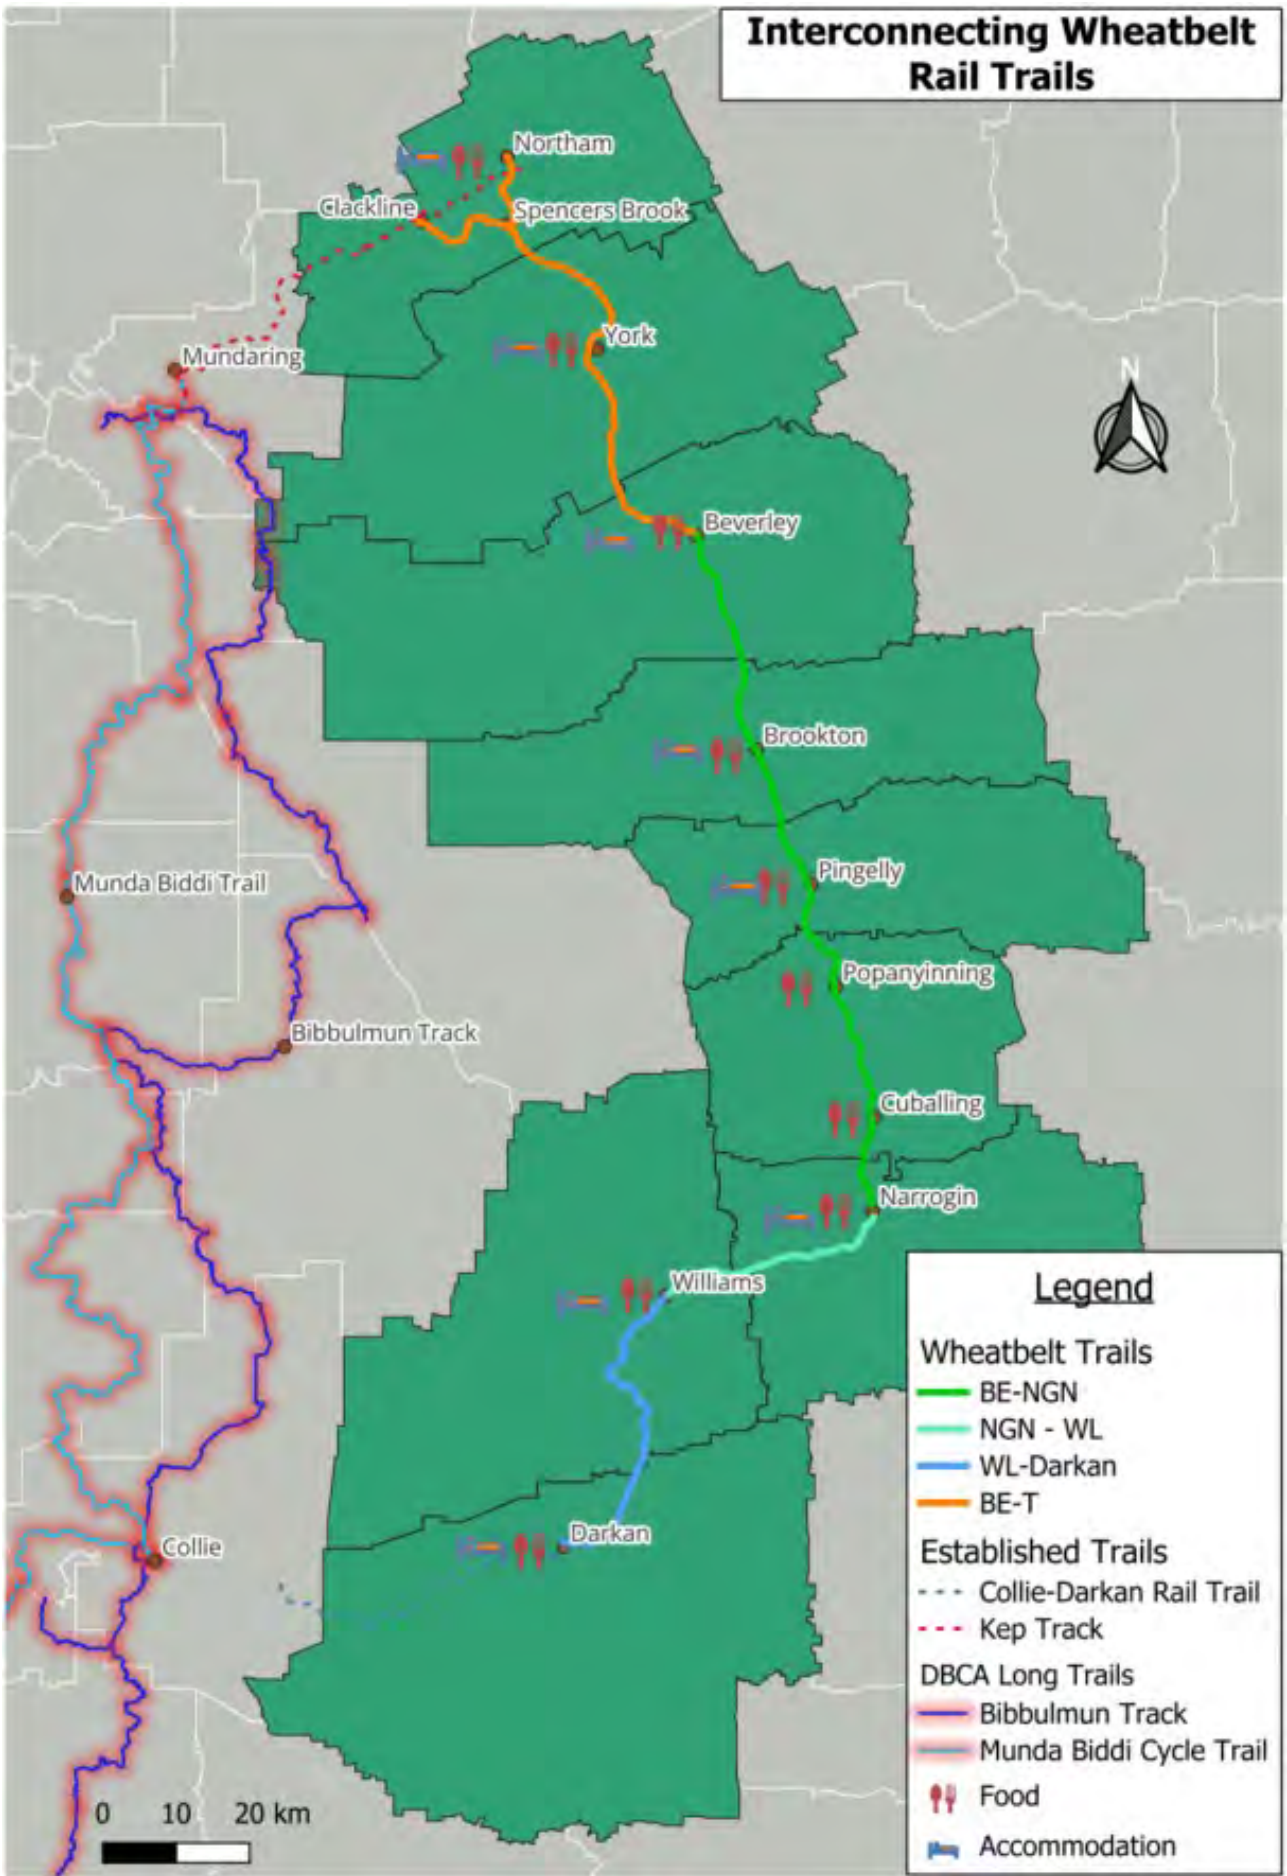 Interconnecting Wheatbelt
Rail Trails
Northam
Clackline
Spencers Brook
York
Mundaring
N
Beverley
Brookton
Pingelly
Munda Biddi Trail
Popanyinning
Bibbulmun Track
Cuballing
Narrogin
Williams
Darkan
Collie
0 10 20 km
Legend
Wheatbelt Trails
BE-NGN
NGN - WL
WL-Darkan
BE-T
Established Trails
Collie-Darkan Rail Trail
Kep Track
DBCA Long Trails
Bibbulmun Track
Munda Biddi Cycle Trail
Food
Accommodation